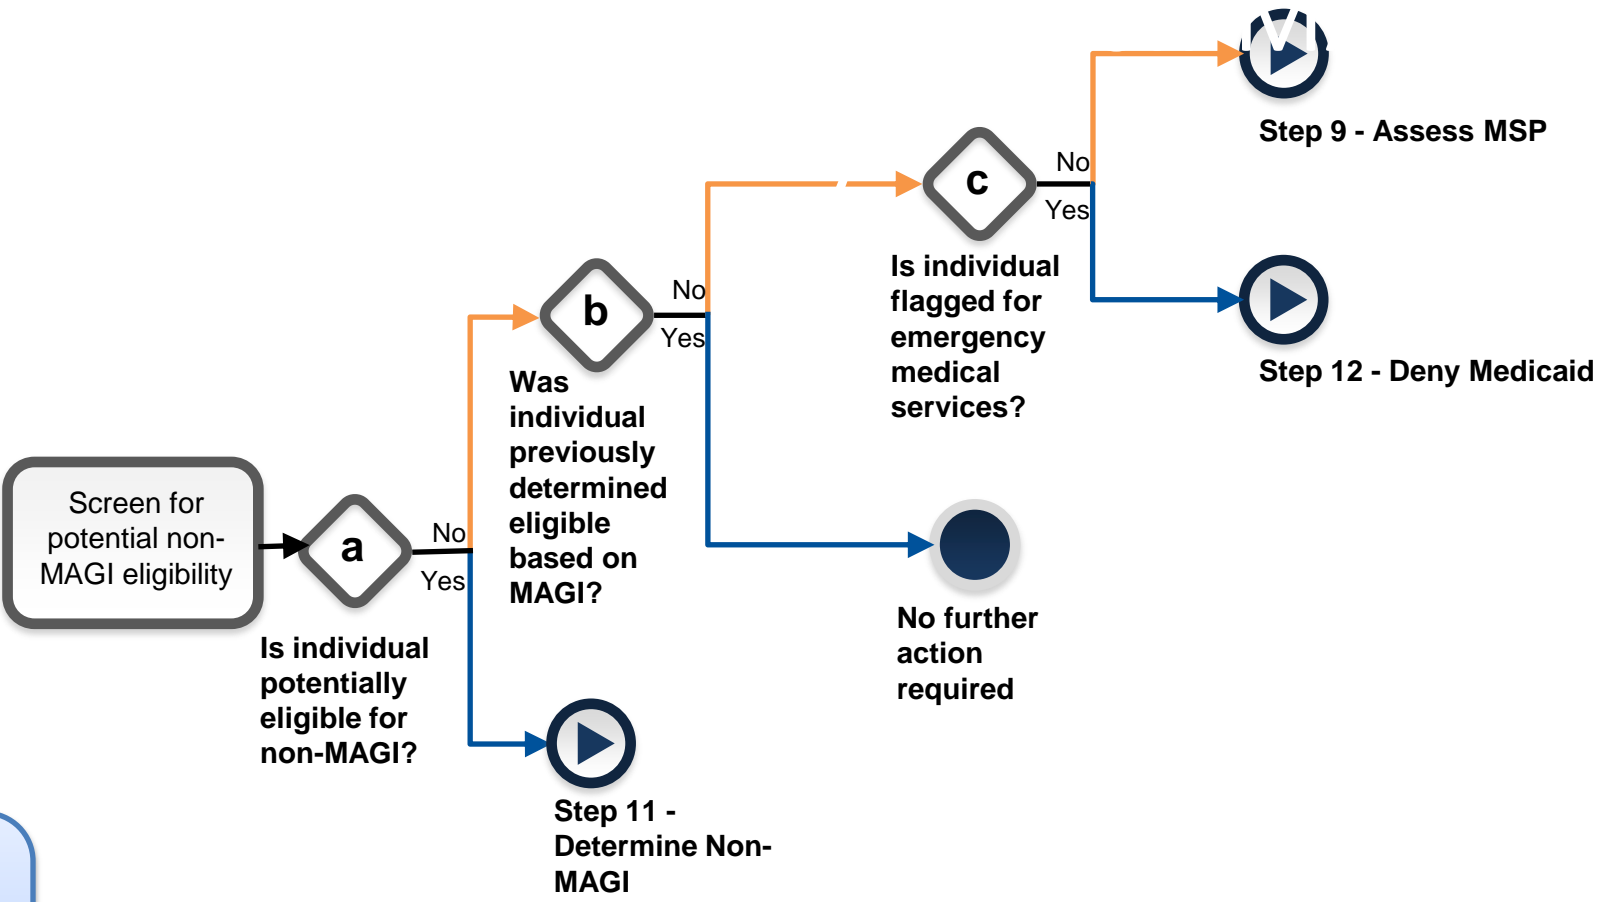 Step 9 - Assess MSP
No
c
Yes
Is individual
flagged for
emergency
medical
services?
Step 12 - Deny Medicaid
No
b
Yes
Was
individual
previously
determined
eligible
based on
MAGI?
Screen for
potential non-
MAGI eligibility
No
a
Yes
Is individual
potentially
eligible for
non-MAGI?
No further
action
required
Step 11 -
Determine Non-
MAGI